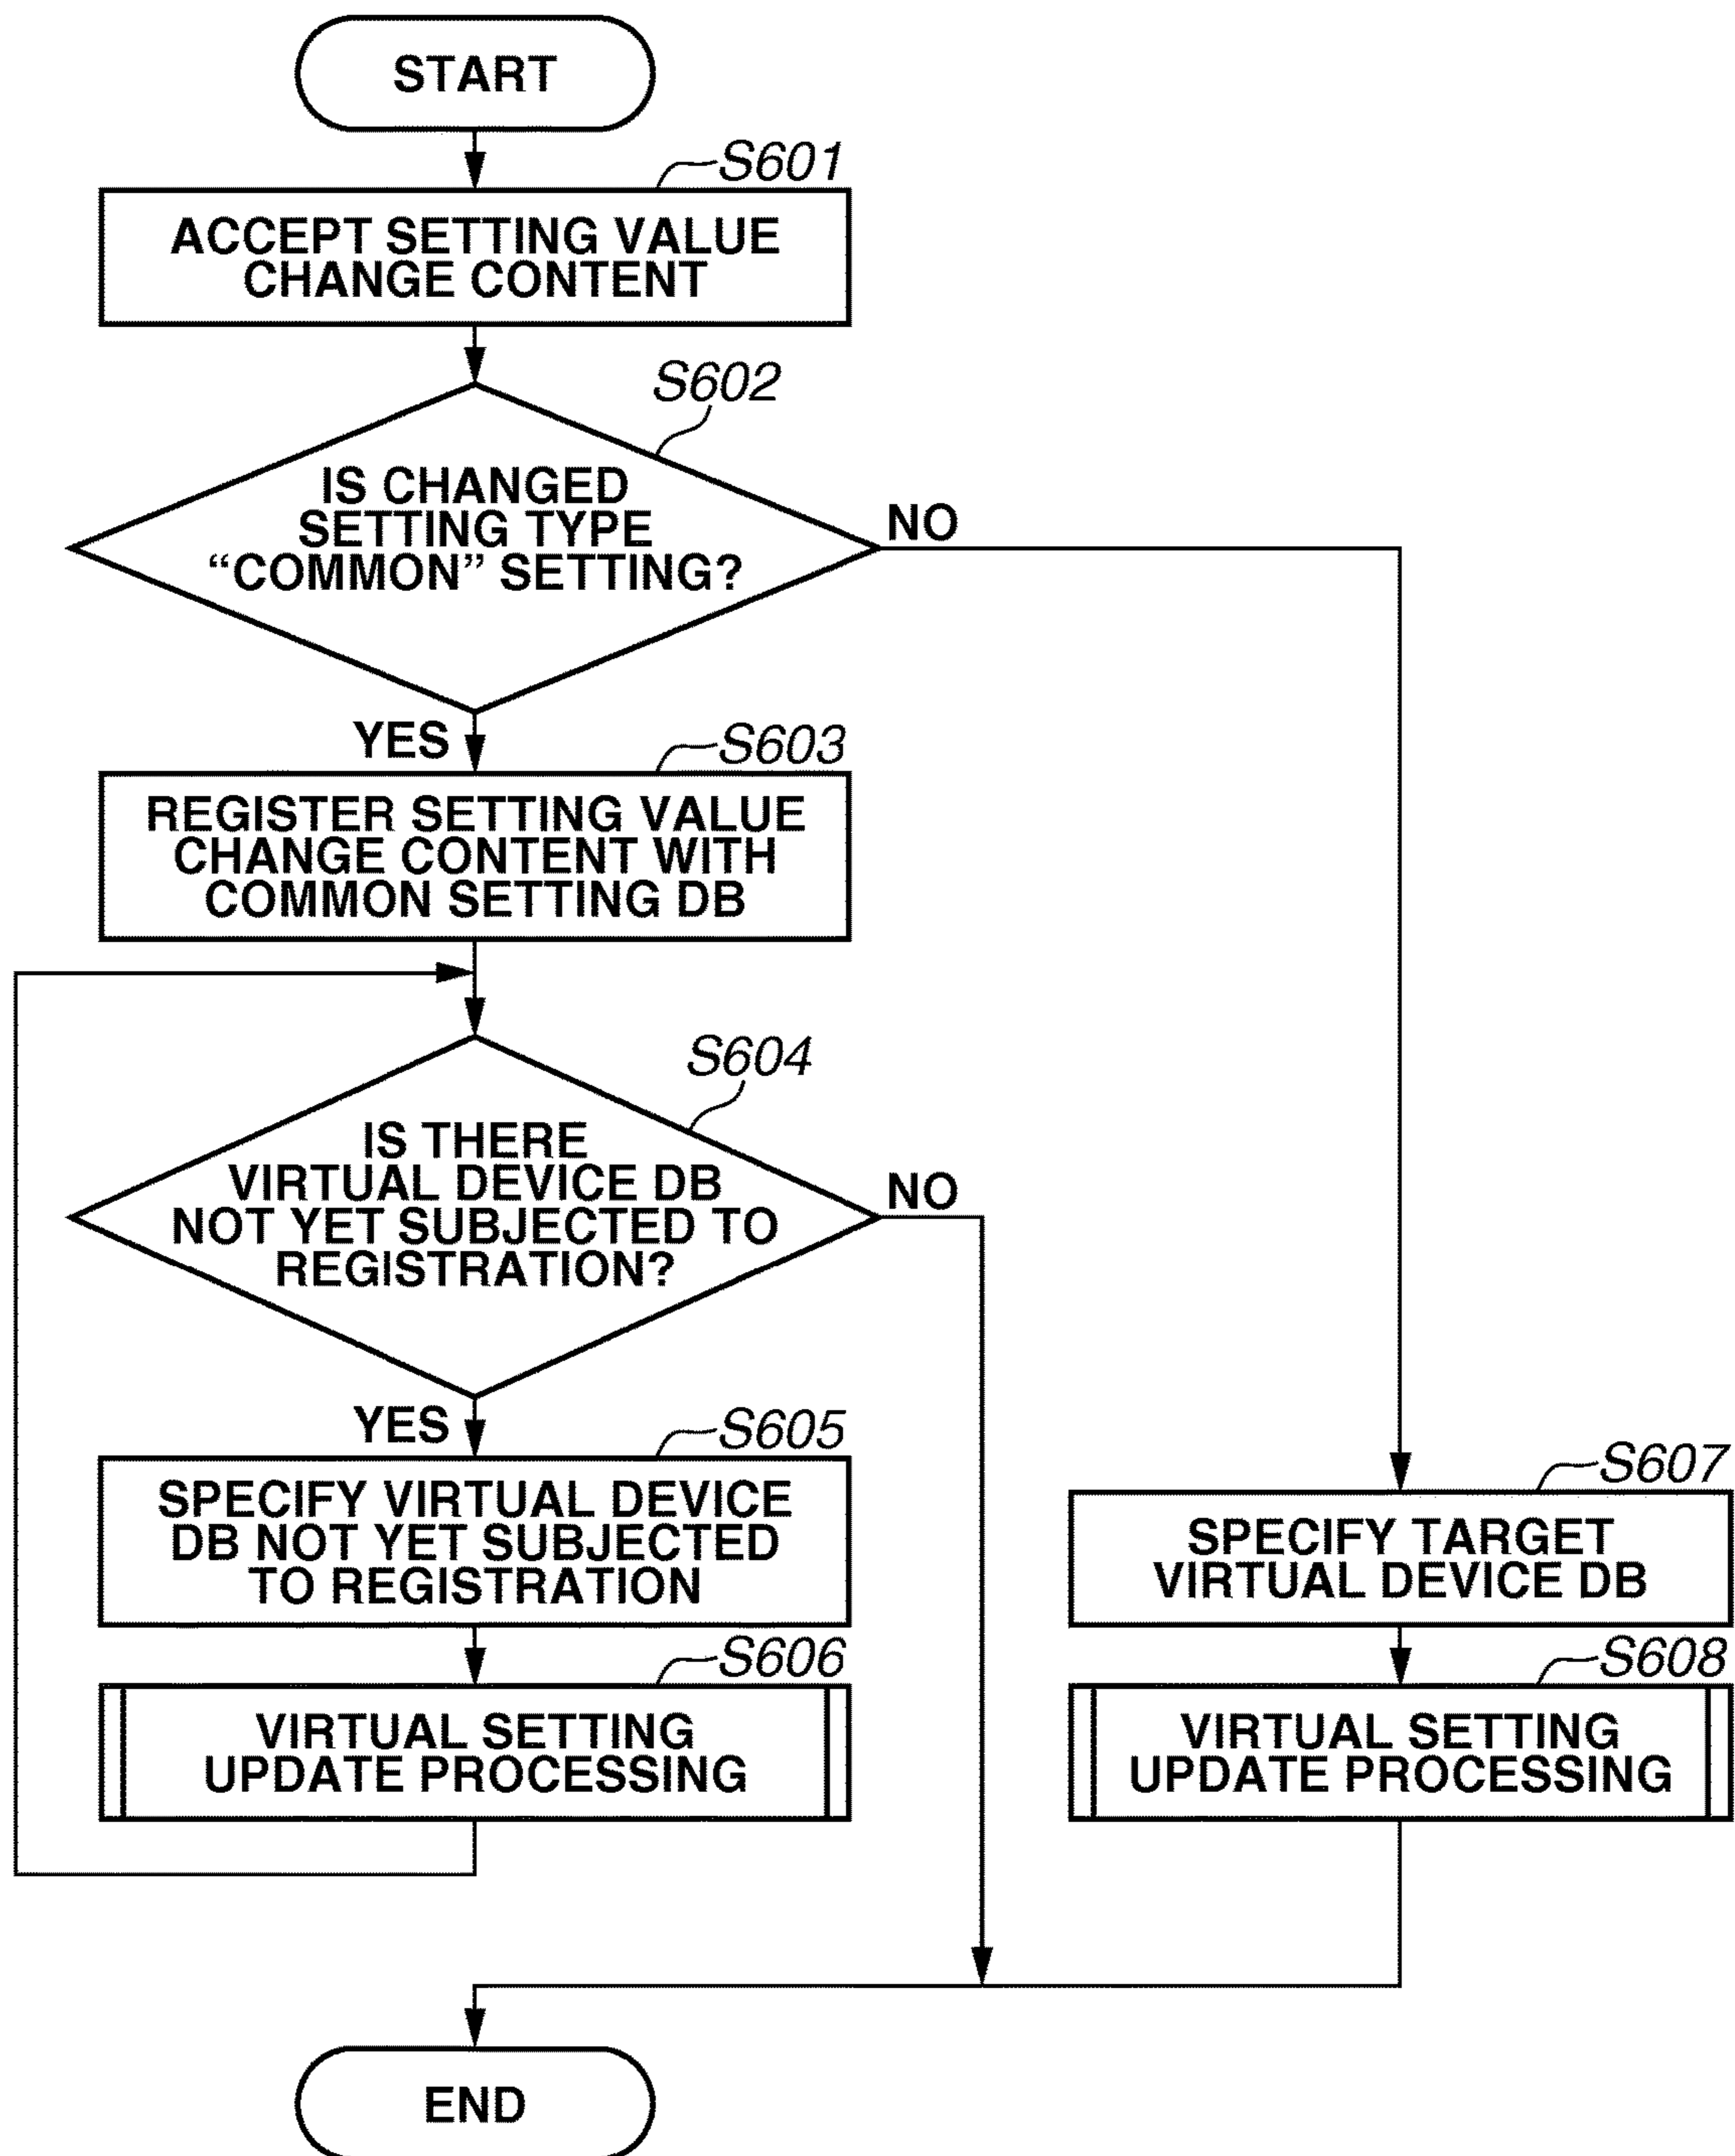 START
S601
ACCEPT SETTING VALUE
CHANGE CONTENT
S602
IS CHANGED
SETTING TYPE
“COMMON” SETTING?
NO
YES
S603
REGISTER SETTING VALUE
CHANGE CONTENT WITH
COMMON SETTING DB
S604
IS THERE
VIRTUAL DEVICE DB
NOT YET SUBJECTED TO
REGISTRATION?
NO
YES
S605
SPECIFY VIRTUAL DEVICE
DB NOT YET SUBJECTED
TO REGISTRATION
S606
VIRTUAL SETTING
UPDATE PROCESSING
S607
SPECIFY TARGET
VIRTUAL DEVICE DB
S608
VIRTUAL SETTING
UPDATE PROCESSING
END